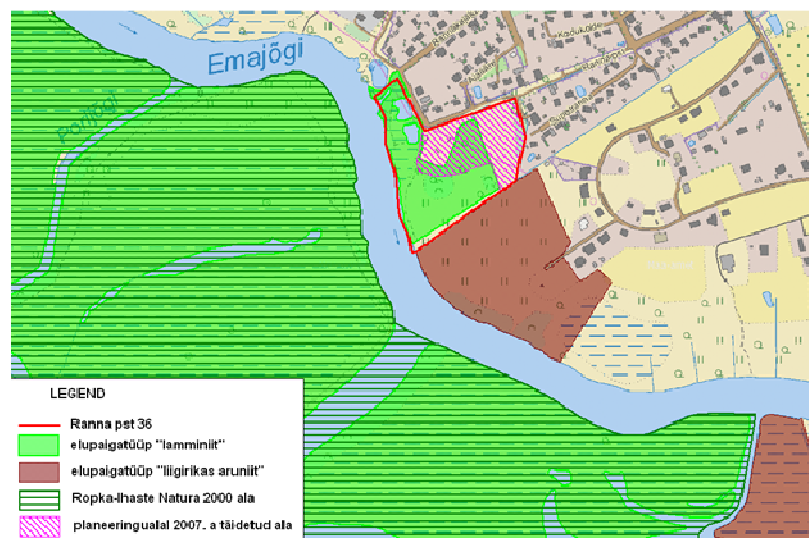 Emajõgi
Porijõgi
LEGEND
Ranna pst 36
elupaigatüüp "lamminiit"
elupaigatüüp "liigirikas aruniit"
Ropka-Ihaste Natura 2000 ala
planeeringualal 2007. a täidetud ala